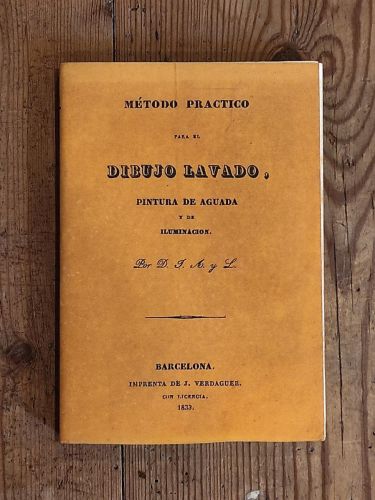 MÉTODO PRACTICO
PARA EL
DIBUJO LAVADO,
PINTURA DE AGUADA
Y DE
ILUMINACION.
Por D. J. A. y L.
BARCELONA.
IMPRENTA DE J. VERDAGUER.
CON LICENCIA.
1833.